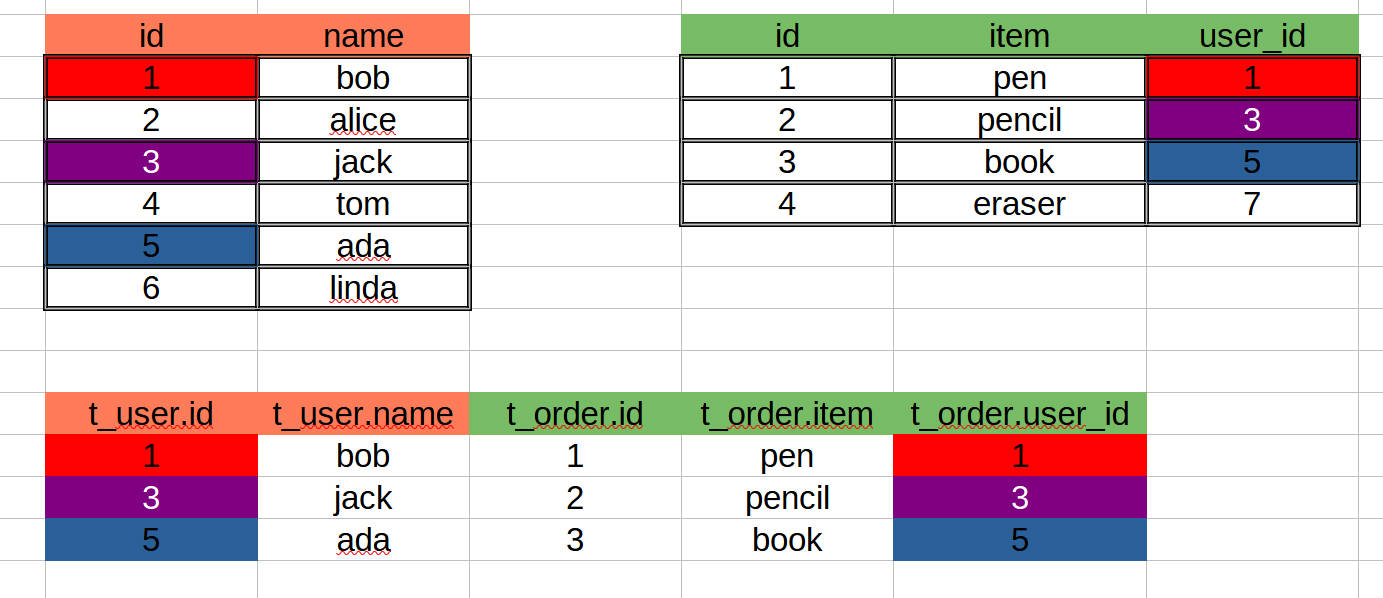 id name id item user_id
1 bob 1 pen 1
2 alice 2 pencil 3
3 jack 3 book 5
4 tom 4 eraser 7
5 ada
6 linda
t_user.id t_user.name t_order.id t_order.item t_order.user_id
1 bob 1 pen 1
3 jack 2 pencil 3
5 ada 3 book 5